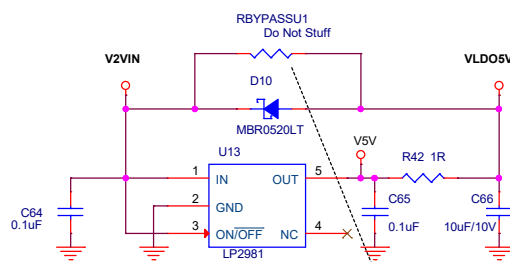 RBYPASSU1
Do Not Stuff
V2VIN
VLDO5V
D10
MBR0520LT
U13
V5V
R42 1R
1 IN OUT 5
2 GND
3 ON/OFF NC 4
LP2981
C64
0.1uF
C65
0.1uF
C66
10uF/10V